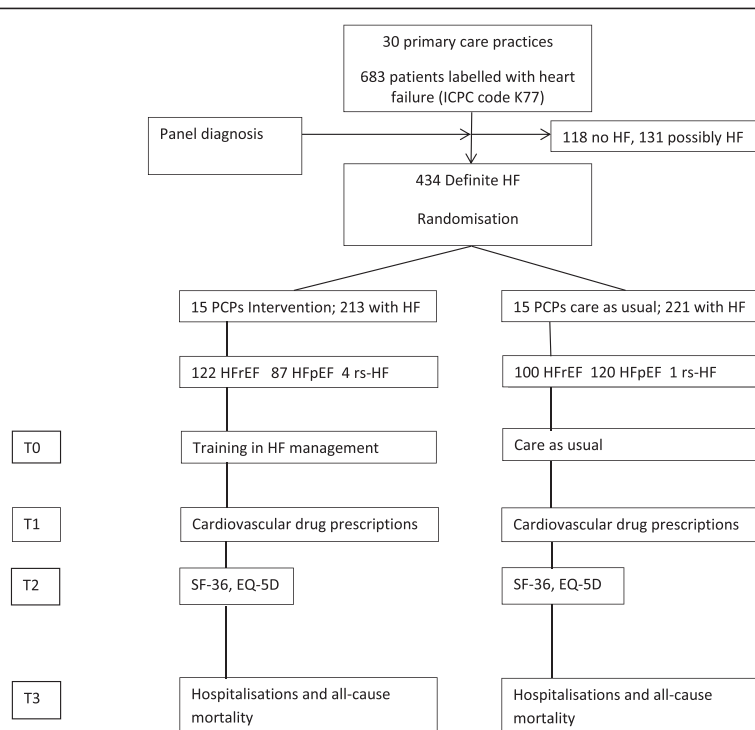 30 primary care practices
683 patients labelled with heart
failure (ICPC code K77)
Panel diagnosis
118 no HF, 131 possibly HF
434 Definite HF
Randomisation
15 PCPs Intervention; 213 with HF
15 PCPs care as usual; 221 with HF
122 HFrEF 87 HFpEF 4 rs-HF
100 HFrEF 120 HFpEF 1 rs-HF
T0
Training in HF management
Care as usual
T1
Cardiovascular drug prescriptions
Cardiovascular drug prescriptions
T2
SF-36, EQ-5D
SF-36, EQ-5D
T3
Hospitalisations and all-cause
mortality
Hospitalisations and all-cause
mortality